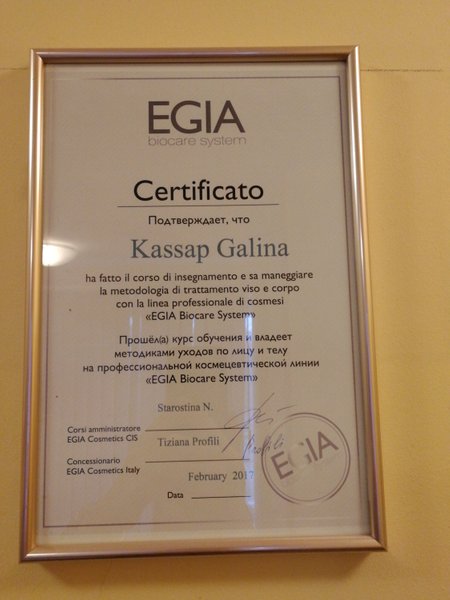 EGIA
biocare system
Certificato
Подтверждает, что
Kassap Galina
ha fatto il corso di insegnamento e sa maneggiare
la metodologia di trattamento viso e corpo
con la linea professionale di cosmesi
«EGIA Biocare System»
Прошёл(а) курс обучения и владеет
методиками уходов по лицу и телу
на профессиональной космецевтической линии
«EGIA Biocare System»
Starostina N.
Corsi amministratore
EGIA Cosmetics CIS
Tiziana Profili
Concessionario
EGIA Cosmetics Italy
February 2017
Data
EGIA